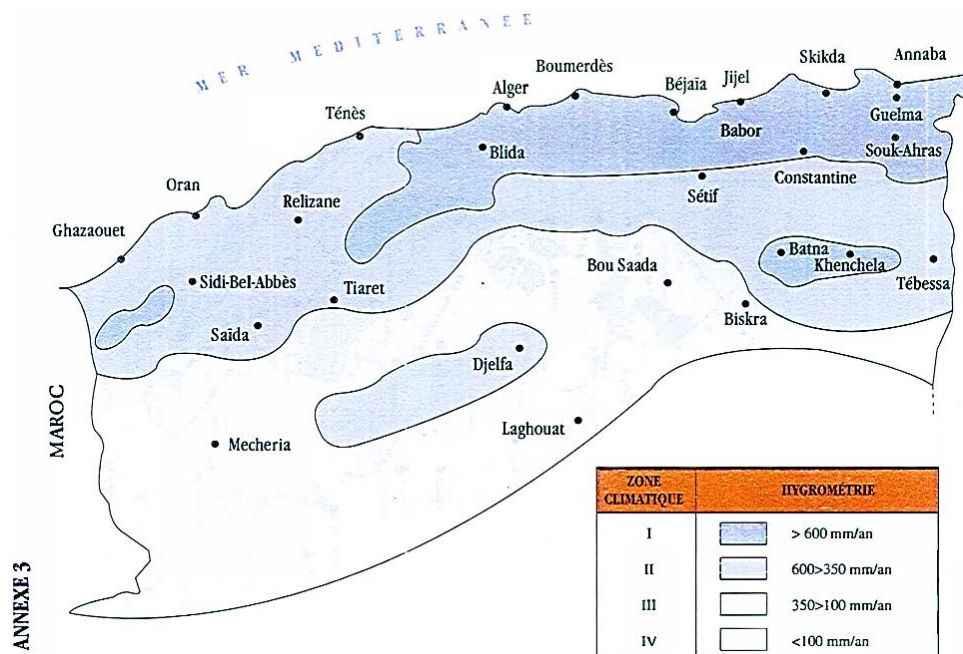 MER MEDITERRANEE
Skikda
Annaba
Jijel
Boumerdès
Béjaïa
Alger
Guelma
Ténès
Babor
Souk-Ahras
Blida
Constantine
Sétif
Oran
Relizane
Ghazaouet
Batna
Khenchela
Bou Saada
Sidi-Bel-Abbès
Tiaret
Tébessa
Biskra
Saïda
Djelfa
MAROC
Laghouat
Mecheria
ZONE CLIMATIQUE
HYGROMÉTRIE
I > 600 mm/an
II 600>350 mm/an
III 350>100 mm/an
IV <100 mm/an
ANNEXE 3